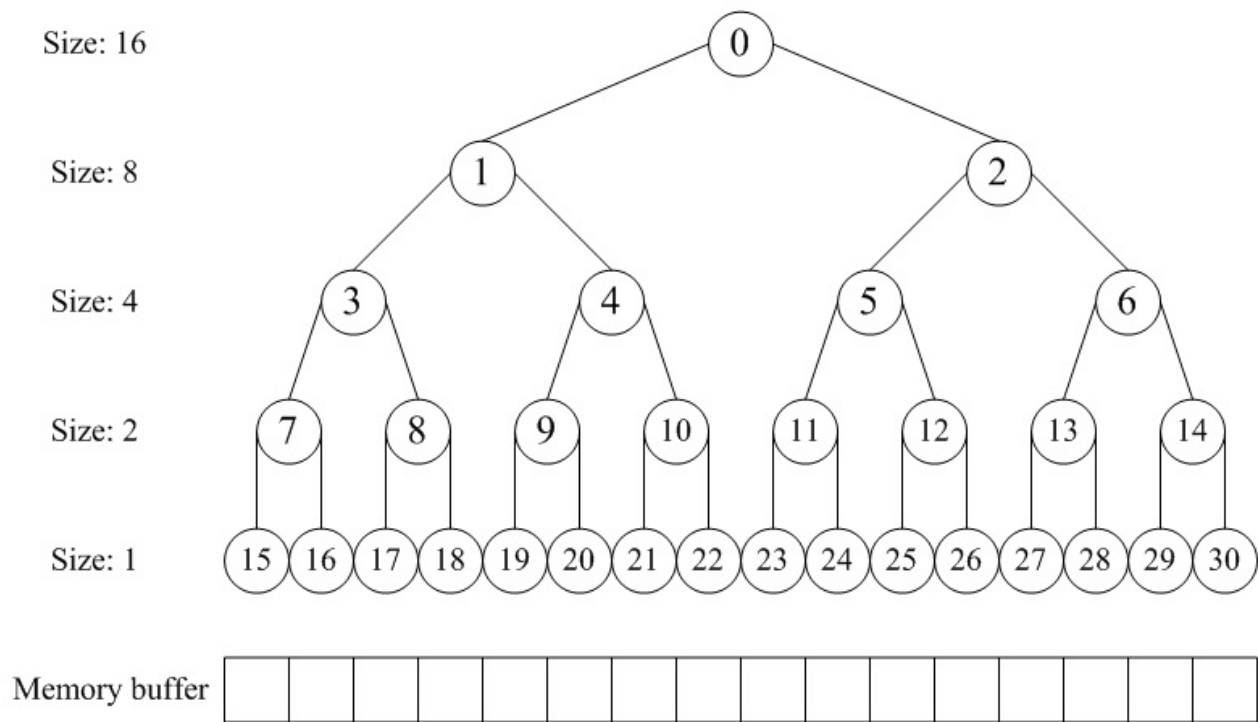 Size: 16 0
Size: 8 1 2
Size: 4 3 4 5 6
Size: 2 7 8 9 10 11 12 13 14
Size: 1 15 16 17 18 19 20 21 22 23 24 25 26 27 28 29 30
Memory buffer